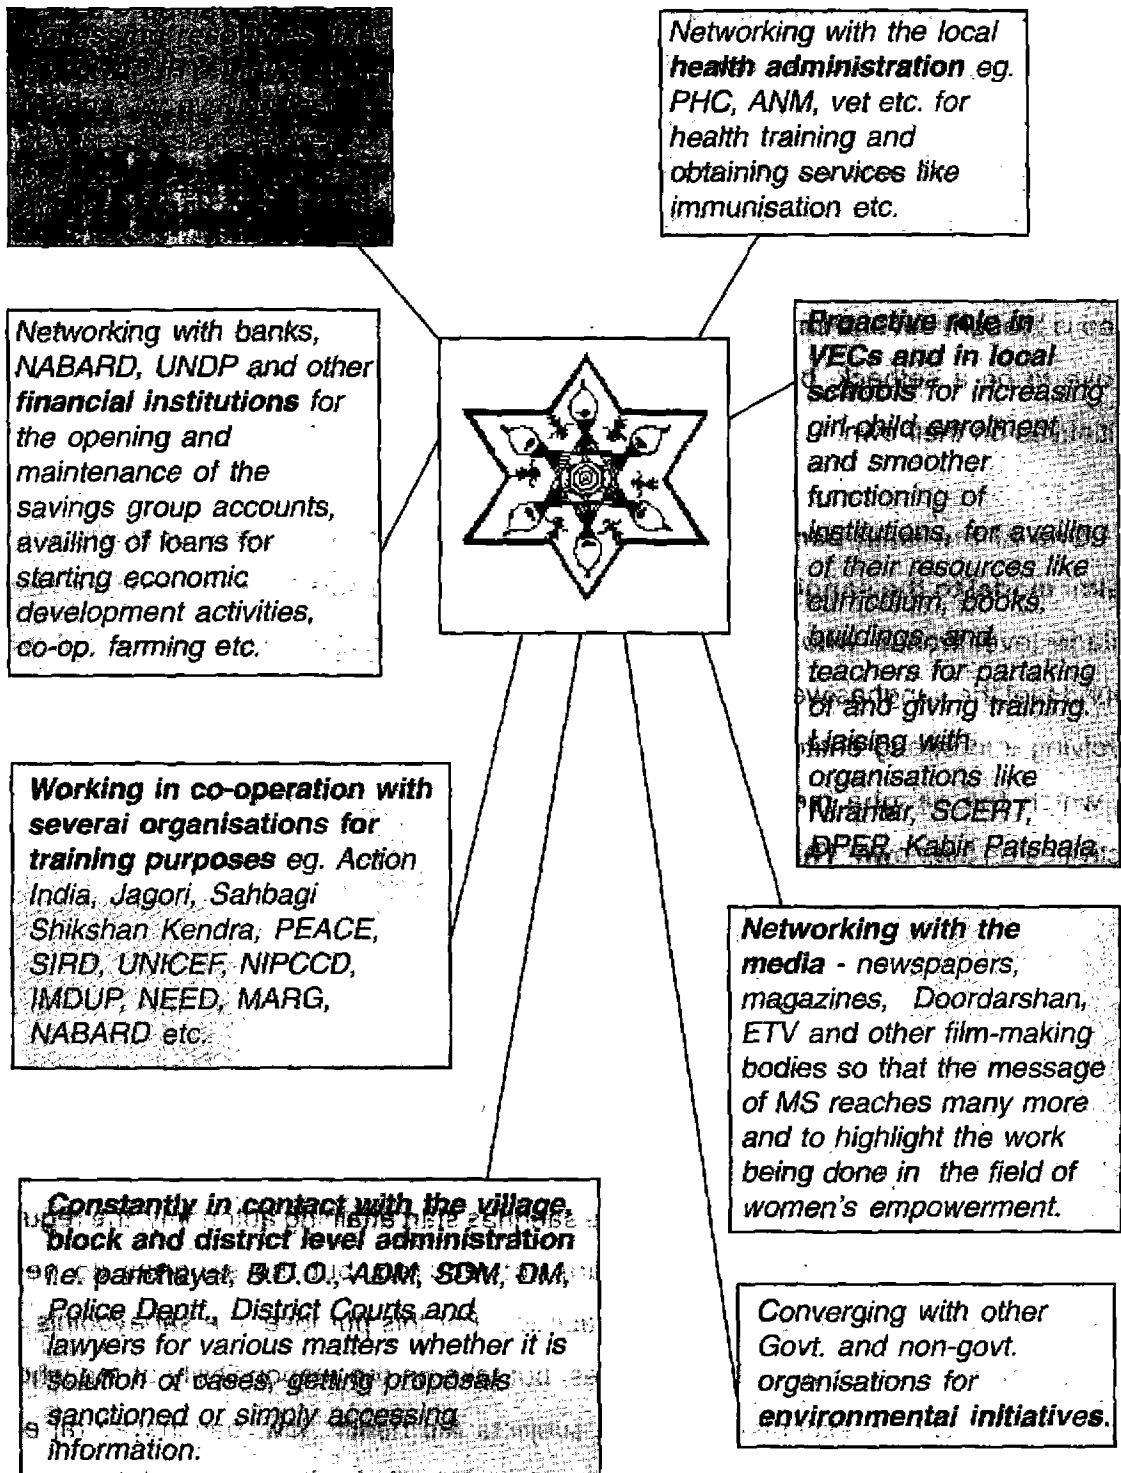 Networking with the local
health administration eg.
PHC, ANM, vet etc. for
health training and
obtaining services like
immunisation etc.
Networking with banks,
NABARD, UNDP and other
financial institutions for
the opening and
maintenance of the
savings group accounts,
availing of loans for
starting economic
development activities,
co-op. farming etc.
Proactive role in
VECs and in local
schools for increasing
girl-child enrolment
and smoother
functioning of
institutions, for availing
of their resources like
curriculum, books,
buildings, and
teachers for partaking
of and giving training.
Liaising with
organisations like
Nirantar, SCERT,
DPEP, Kabir Patshala
Working in co-operation with
several organisations for
training purposes eg. Action
India, Jagori, Sahbagi
Shikshan Kendra, PEACE,
SIRD, UNICEF, NIPCCD,
IMDUP, NEED, MARG,
NABARD etc.
Networking with the
media - newspapers,
magazines, Doordarshan,
ETV and other film-making
bodies so that the message
of MS reaches many more
and to highlight the work
being done in the field of
women's empowerment.
Constantly in contact with the village,
block and district level administration
i.e. panchayat, B.D.O., ADM, SDM, DM,
Police Deptt., District Courts and
lawyers for various matters whether it is
solution of cases, getting proposals
sanctioned or simply accessing
information.
Converging with other
Govt. and non-govt.
organisations for
environmental initiatives.